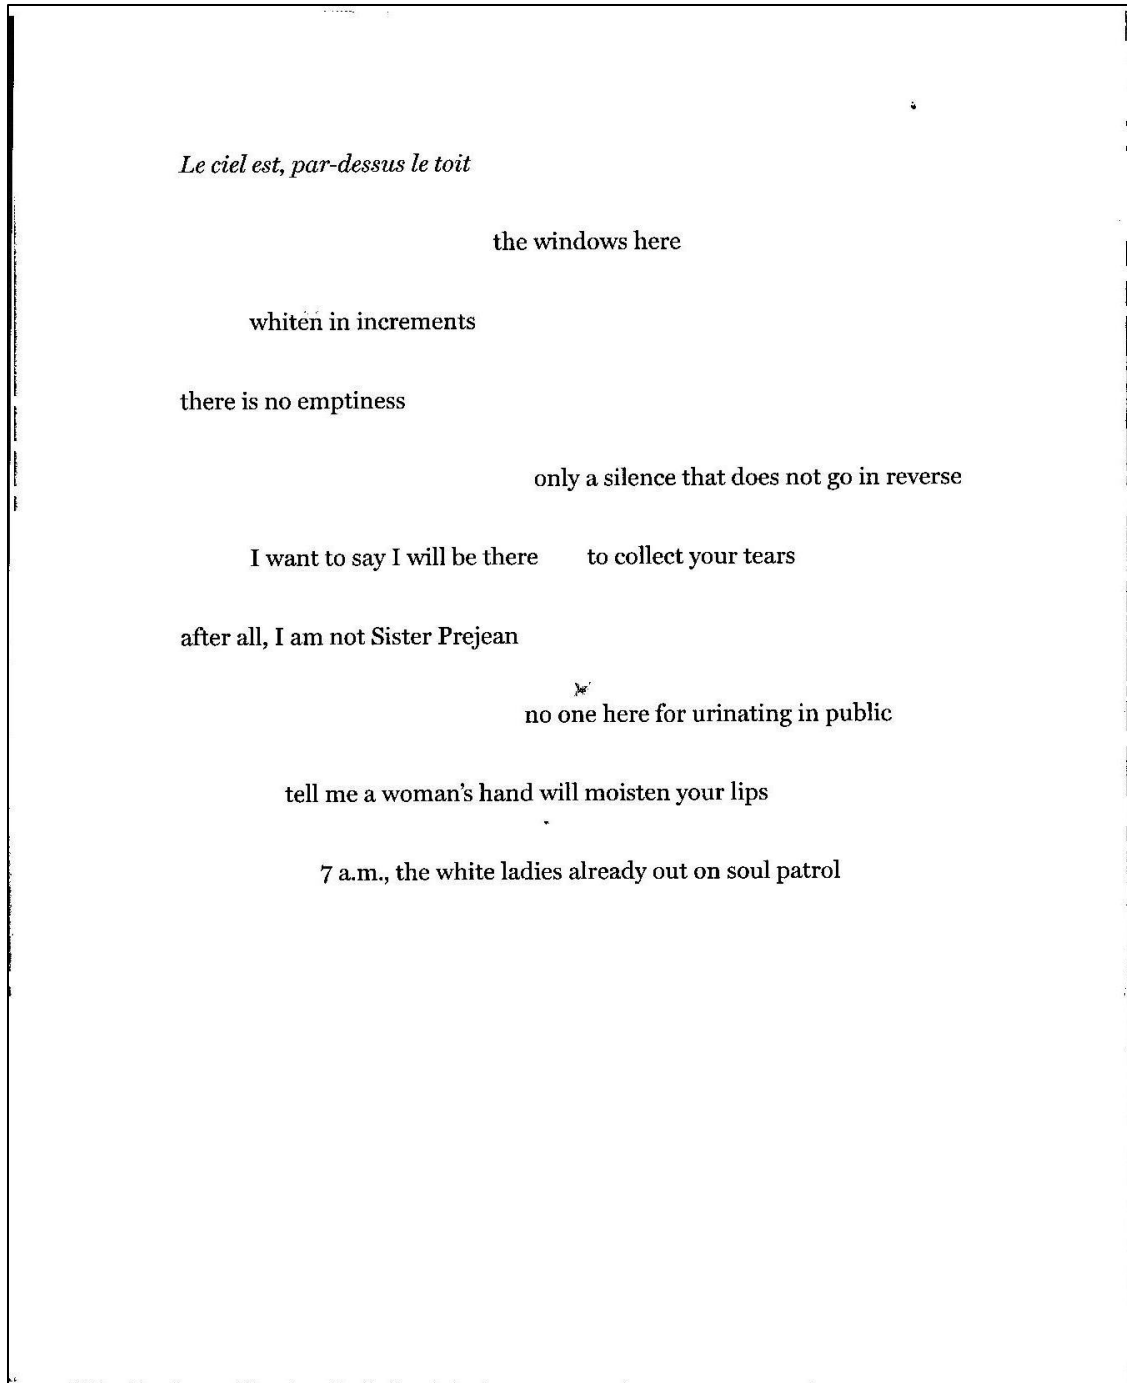 Le ciel est, par-dessus le toit
the windows here
whiten in increments
there is no emptiness
only a silence that does not go in reverse
I want to say I will be there to collect your tears
after all, I am not Sister Prejean
no one here for urinating in public
tell me a woman's hand will moisten your lips
7 a.m., the white ladies already out on soul patrol